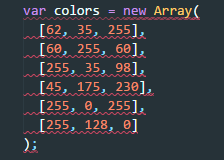 var colors = new Array(
[62, 35, 255],
[60, 255, 60],
[255, 35, 98],
[45, 175, 230],
[255, 0, 255],
[255, 128, 0]
);